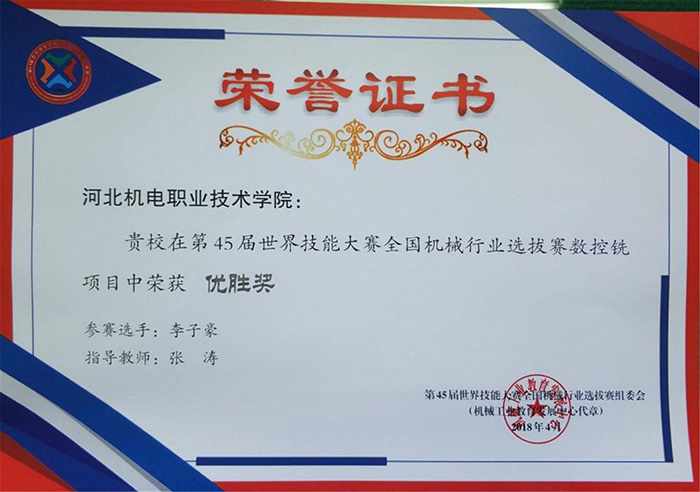 荣誉证书
河北机电职业技术学院：
贵校在第45届世界技能大赛全国机械行业选拔赛数控铣
项目中荣获 优胜奖
参赛选手：李子豪
指导教师：张 涛
第45届世界技能大赛全国机械行业选拔赛组委会
（机械工业教育发展中心代章）
2018年4月